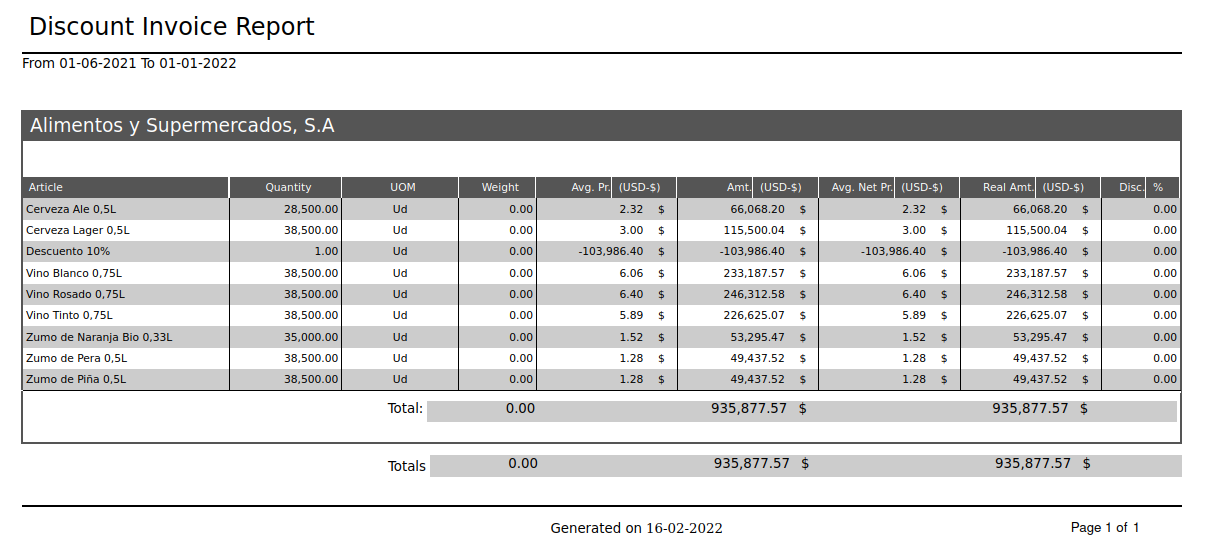 Discount Invoice Report
From 01-06-2021 To 01-01-2022
Alimentos y Supermercados, S.A
Article Quantity UOM Weight Avg. Pr. (USD-$) Amt. (USD-$) Avg. Net Pr. (USD-$) Real Amt. (USD-$) Disc. %
Cerveza Ale 0,5L 28,500.00 Ud 0.00 2.32 $ 66,068.20 $ 2.32 $ 66,068.20 $ 0.00
Cerveza Lager 0,5L 38,500.00 Ud 0.00 3.00 $ 115,500.04 $ 3.00 $ 115,500.04 $ 0.00
Descuento 10% 1.00 Ud 0.00 -103,986.40 $ -103,986.40 $ -103,986.40 $ -103,986.40 $ 0.00
Vino Blanco 0,75L 38,500.00 Ud 0.00 6.06 $ 233,187.57 $ 6.06 $ 233,187.57 $ 0.00
Vino Rosado 0,75L 38,500.00 Ud 0.00 6.40 $ 246,312.58 $ 6.40 $ 246,312.58 $ 0.00
Vino Tinto 0,75L 38,500.00 Ud 0.00 5.89 $ 226,625.07 $ 5.89 $ 226,625.07 $ 0.00
Zumo de Naranja Bio 0,33L 35,000.00 Ud 0.00 1.52 $ 53,295.47 $ 1.52 $ 53,295.47 $ 0.00
Zumo de Pera 0,5L 38,500.00 Ud 0.00 1.28 $ 49,437.52 $ 1.28 $ 49,437.52 $ 0.00
Zumo de Piña 0,5L 38,500.00 Ud 0.00 1.28 $ 49,437.52 $ 1.28 $ 49,437.52 $ 0.00
Total: 0.00 935,877.57 $ 935,877.57 $
Totals 0.00 935,877.57 $ 935,877.57 $
Generated on 16-02-2022 Page 1 of 1